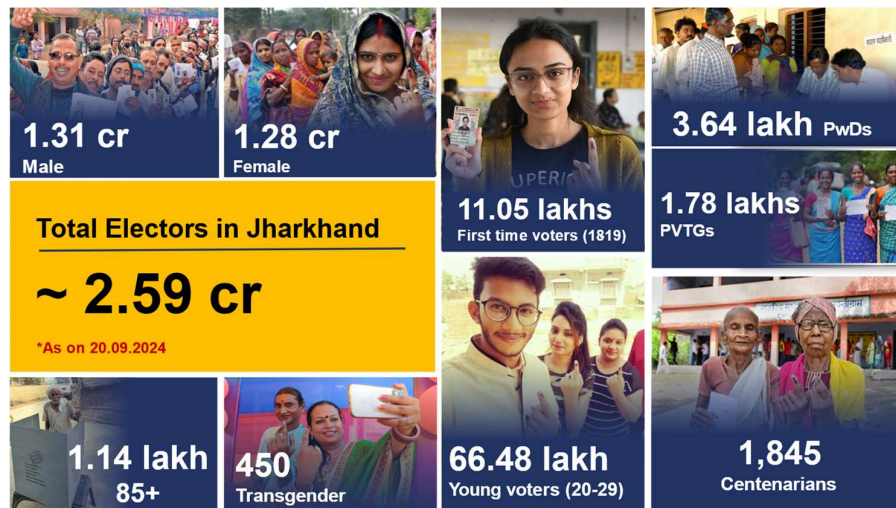 1.31 cr
Male
1.28 cr
Female
11.05 lakhs
First time voters (1819)
3.64 lakh PwDs
1.78 lakhs
PVTGs
Total Electors in Jharkhand
~ 2.59 cr
*As on 20.09.2024
1.14 lakh
85+
450
Transgender
66.48 lakh
Young voters (20-29)
1,845
Centenarians